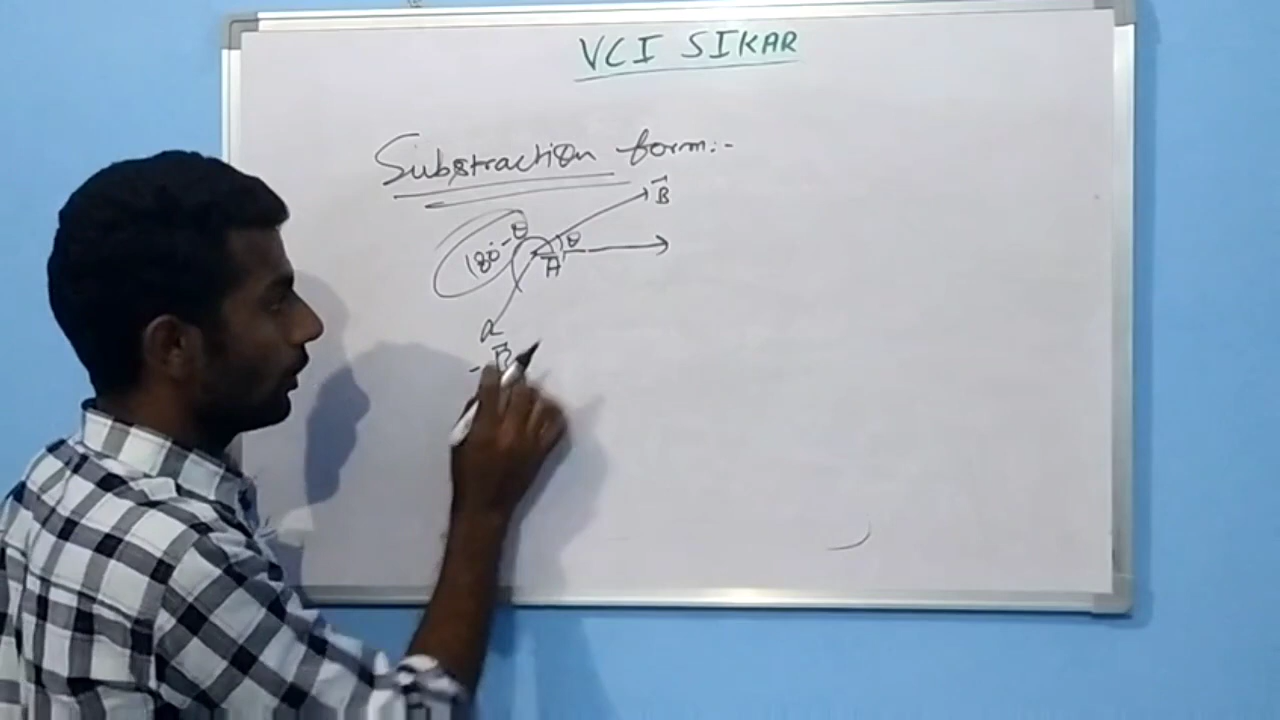 VCI SIKAR
Substraction form:-
B
180°-θ
θ
A
-B